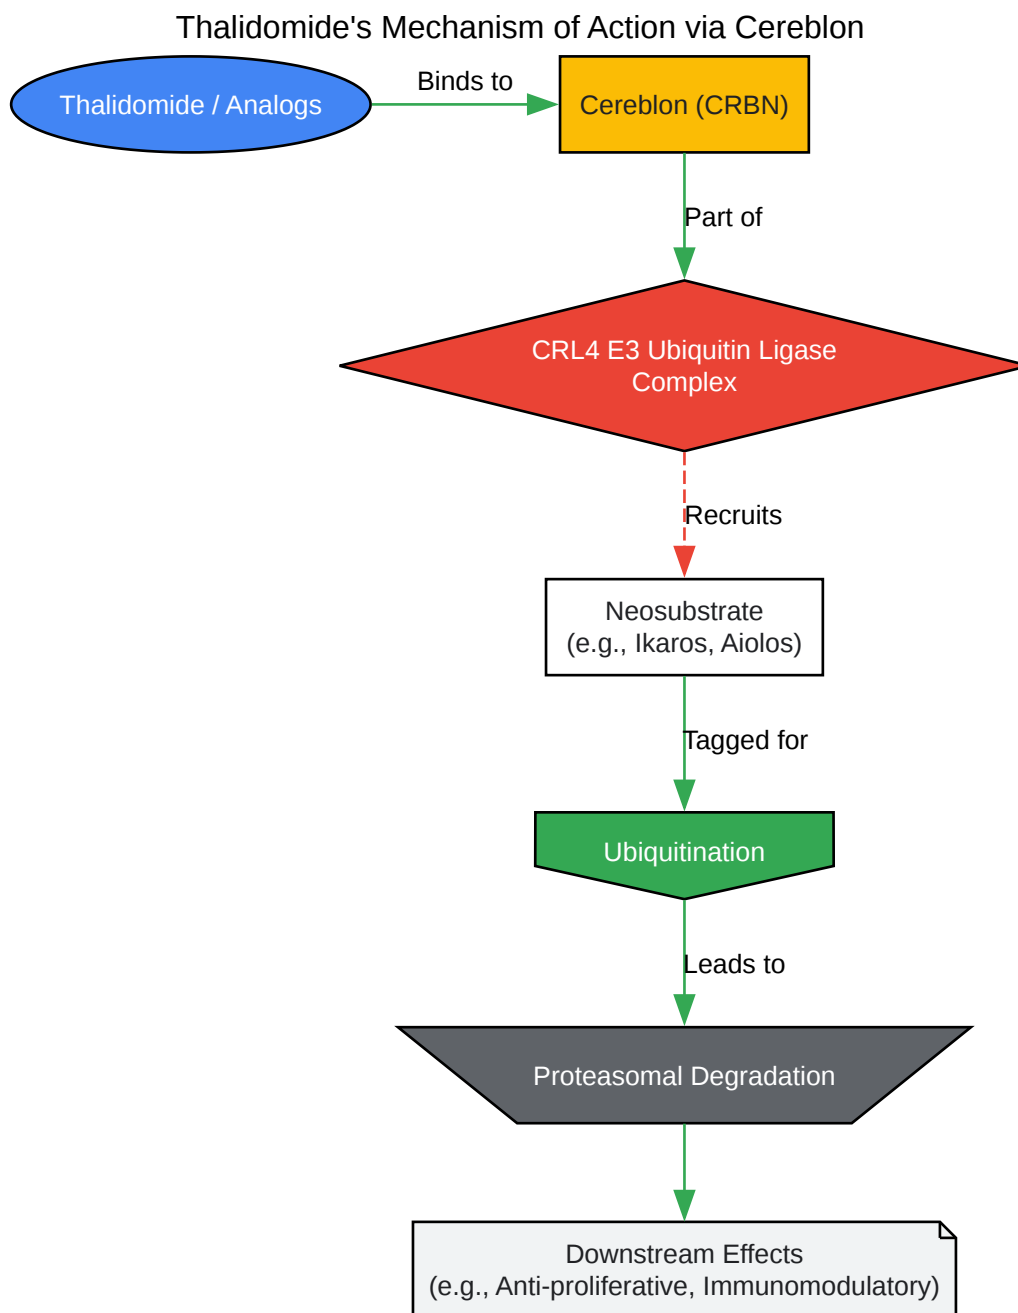 Thalidomide's Mechanism of Action via Cereblon
Thalidomide / Analogs
Binds to
Cereblon (CRBN)
Part of
CRL4 E3 Ubiquitin Ligase
Complex
Recruits
Neosubstrate
(e.g., Ikaros, Aiolos)
Tagged for
Ubiquitination
Leads to
Proteasomal Degradation
Downstream Effects
(e.g., Anti-proliferative, Immunomodulatory)